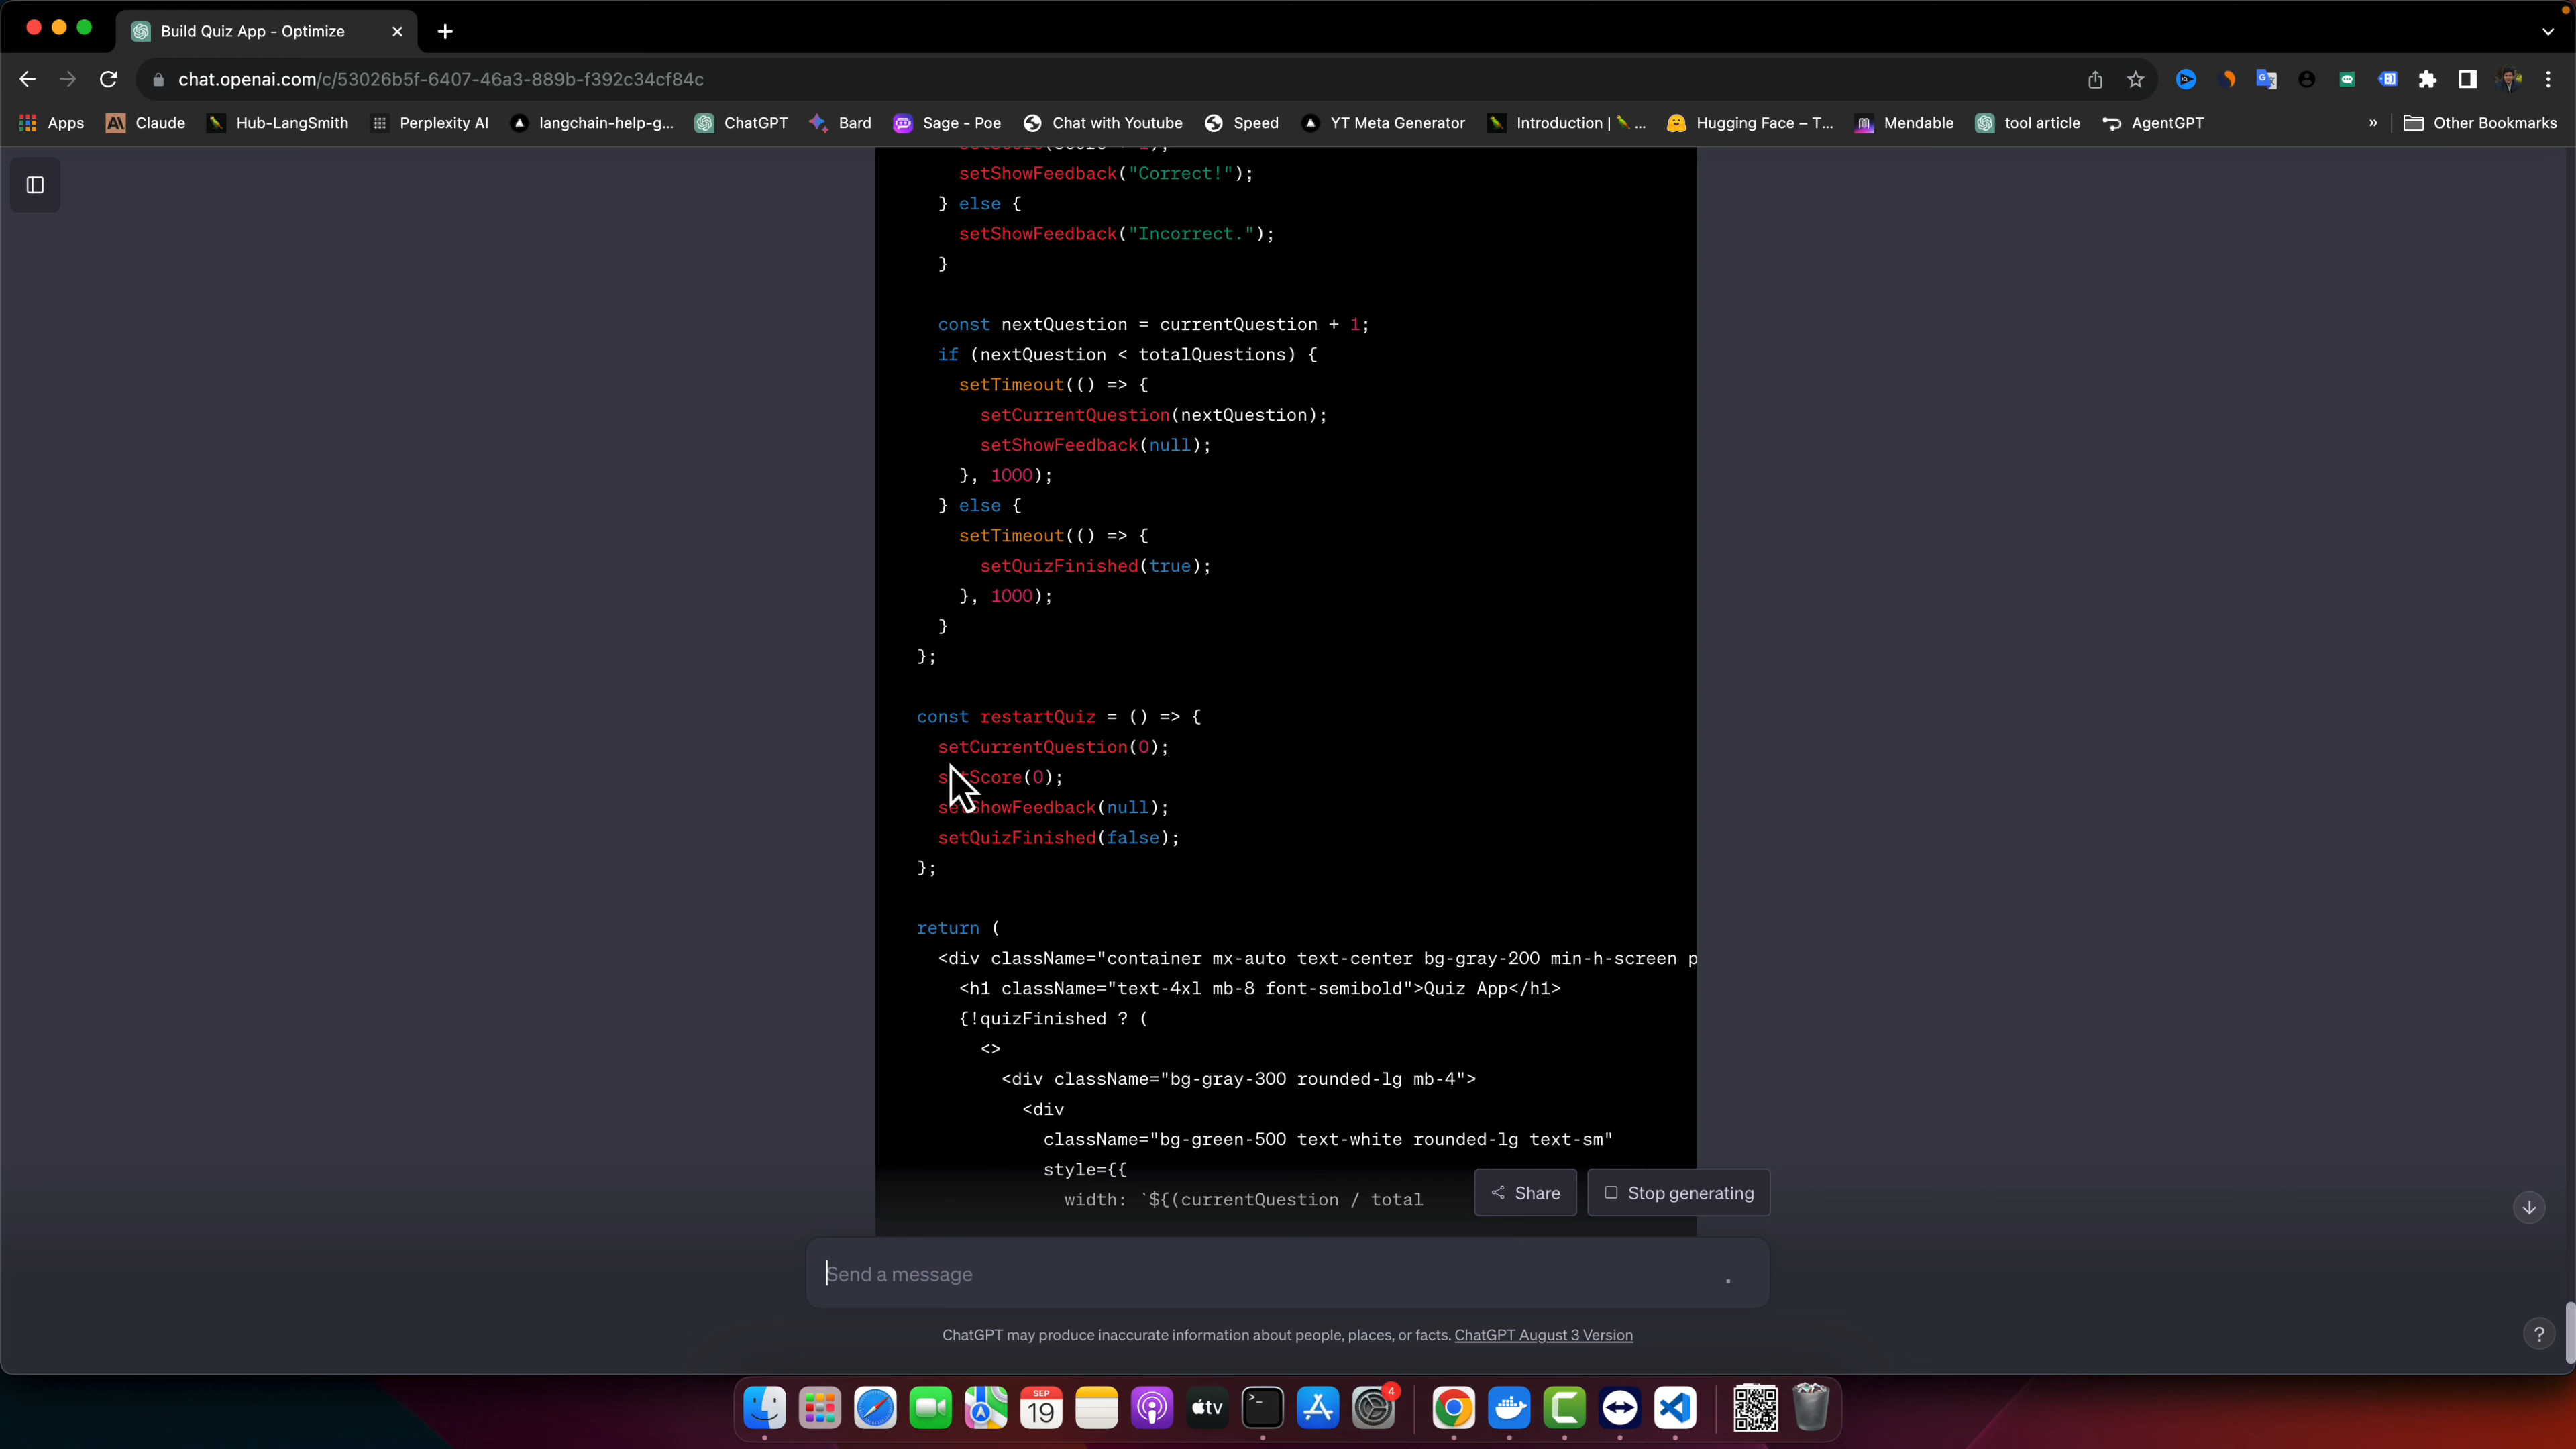 Build Quiz App - Optimize
chat.openai.com/c/53026b5f-6407-46a3-889b-f392c34cf84c
Apps Claude Hub-LangSmith Perplexity AI langchain-help-g... ChatGPT Bard Sage - Poe Chat with Youtube Speed YT Meta Generator Introduction | ... Hugging Face – T... Mendable tool article AgentGPT » Other Bookmarks
setShowFeedback("Correct!");
} else {
setShowFeedback("Incorrect.");
}
const nextQuestion = currentQuestion + 1;
if (nextQuestion < totalQuestions) {
setTimeout(() => {
setCurrentQuestion(nextQuestion);
setShowFeedback(null);
}, 1000);
} else {
setTimeout(() => {
setQuizFinished(true);
}, 1000);
}
};
const restartQuiz = () => {
setCurrentQuestion(0);
setScore(0);
setShowFeedback(null);
setQuizFinished(false);
};
return (
<div className="container mx-auto text-center bg-gray-200 min-h-screen p
<h1 className="text-4xl mb-8 font-semibold">Quiz App</h1>
{!quizFinished ? (
<>
<div className="bg-gray-300 rounded-lg mb-4">
<div
className="bg-green-500 text-white rounded-lg text-sm"
style={{
width: `${(currentQuestion / total
Share
Stop generating
Send a message
ChatGPT may produce inaccurate information about people, places, or facts. ChatGPT August 3 Version
?
SEP
19
tv
4